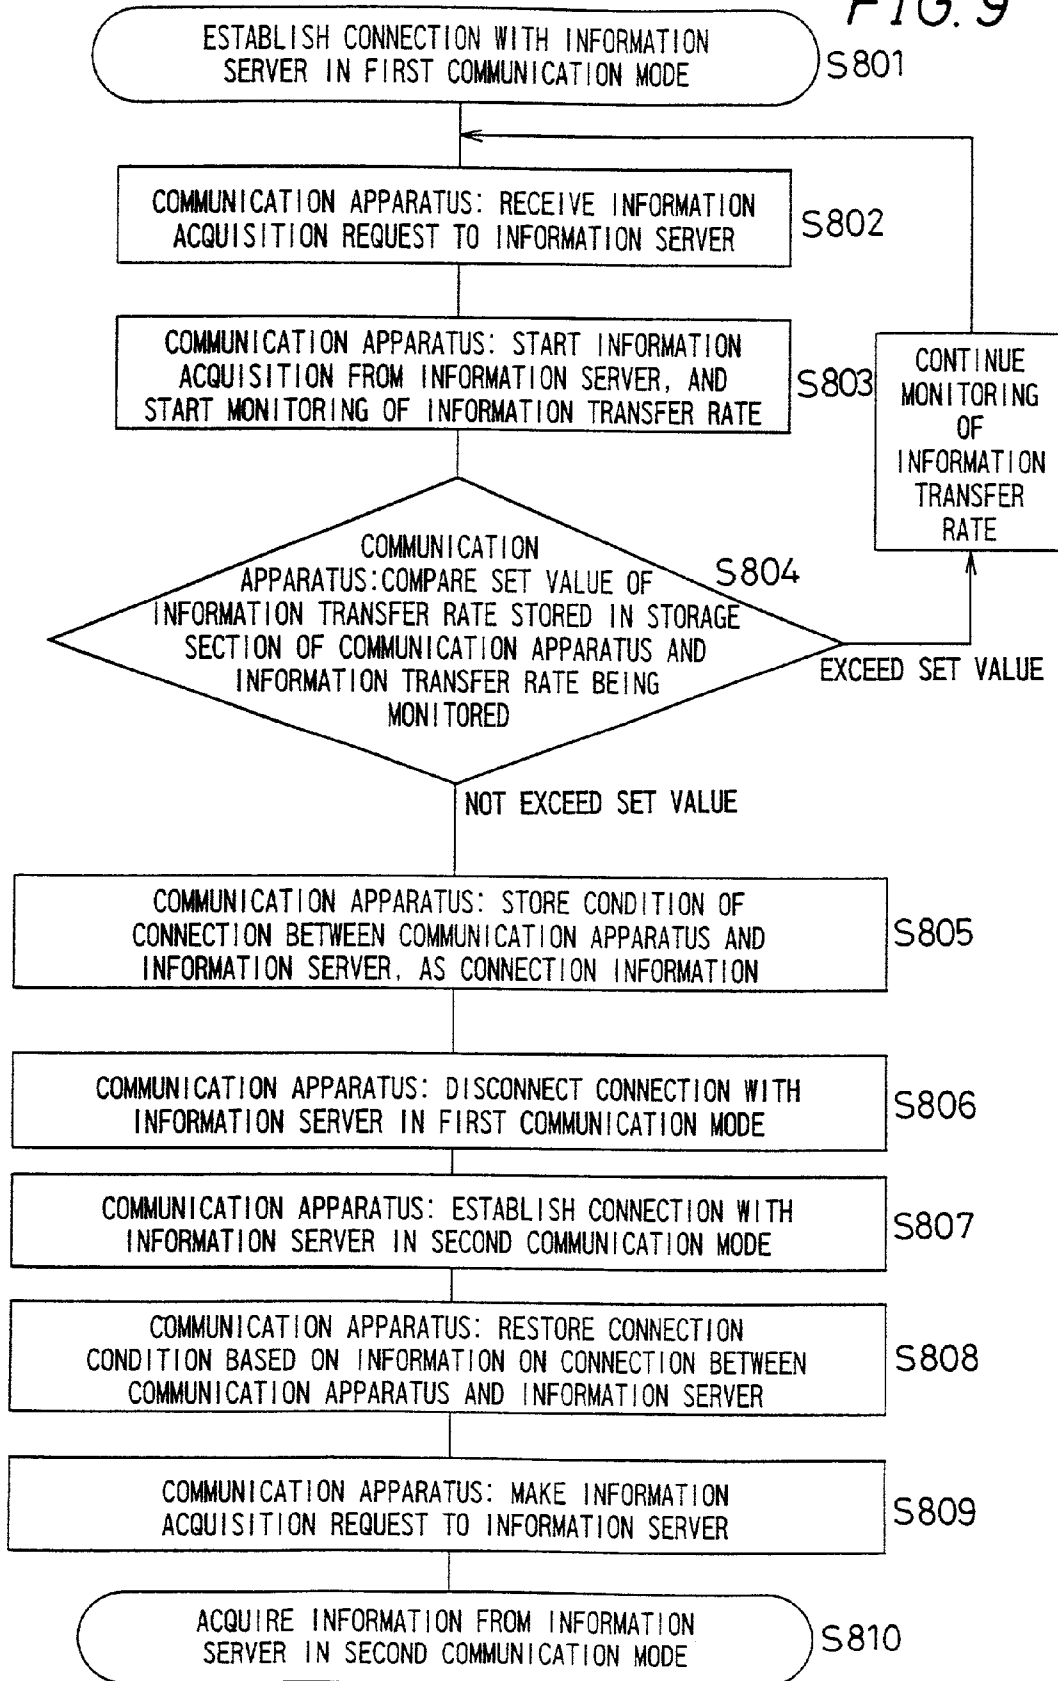 FIG. 9
ESTABLISH CONNECTION WITH INFORMATION
SERVER IN FIRST COMMUNICATION MODE
S801
COMMUNICATION APPARATUS: RECEIVE INFORMATION
ACQUISITION REQUEST TO INFORMATION SERVER
S802
COMMUNICATION APPARATUS: START INFORMATION
ACQUISITION FROM INFORMATION SERVER, AND
START MONITORING OF INFORMATION TRANSFER RATE
S803
CONTINUE
MONITORING
OF
INFORMATION
TRANSFER
RATE
COMMUNICATION
APPARATUS:COMPARE SET VALUE OF
INFORMATION TRANSFER RATE STORED IN STORAGE
SECTION OF COMMUNICATION APPARATUS AND
INFORMATION TRANSFER RATE BEING
MONITORED
S804
EXCEED SET VALUE
NOT EXCEED SET VALUE
COMMUNICATION APPARATUS: STORE CONDITION OF
CONNECTION BETWEEN COMMUNICATION APPARATUS AND
INFORMATION SERVER, AS CONNECTION INFORMATION
S805
COMMUNICATION APPARATUS: DISCONNECT CONNECTION WITH
INFORMATION SERVER IN FIRST COMMUNICATION MODE
S806
COMMUNICATION APPARATUS: ESTABLISH CONNECTION WITH
INFORMATION SERVER IN SECOND COMMUNICATION MODE
S807
COMMUNICATION APPARATUS: RESTORE CONNECTION
CONDITION BASED ON INFORMATION ON CONNECTION BETWEEN
COMMUNICATION APPARATUS AND INFORMATION SERVER
S808
COMMUNICATION APPARATUS: MAKE INFORMATION
ACQUISITION REQUEST TO INFORMATION SERVER
S809
ACQUIRE INFORMATION FROM INFORMATION
SERVER IN SECOND COMMUNICATION MODE
S810